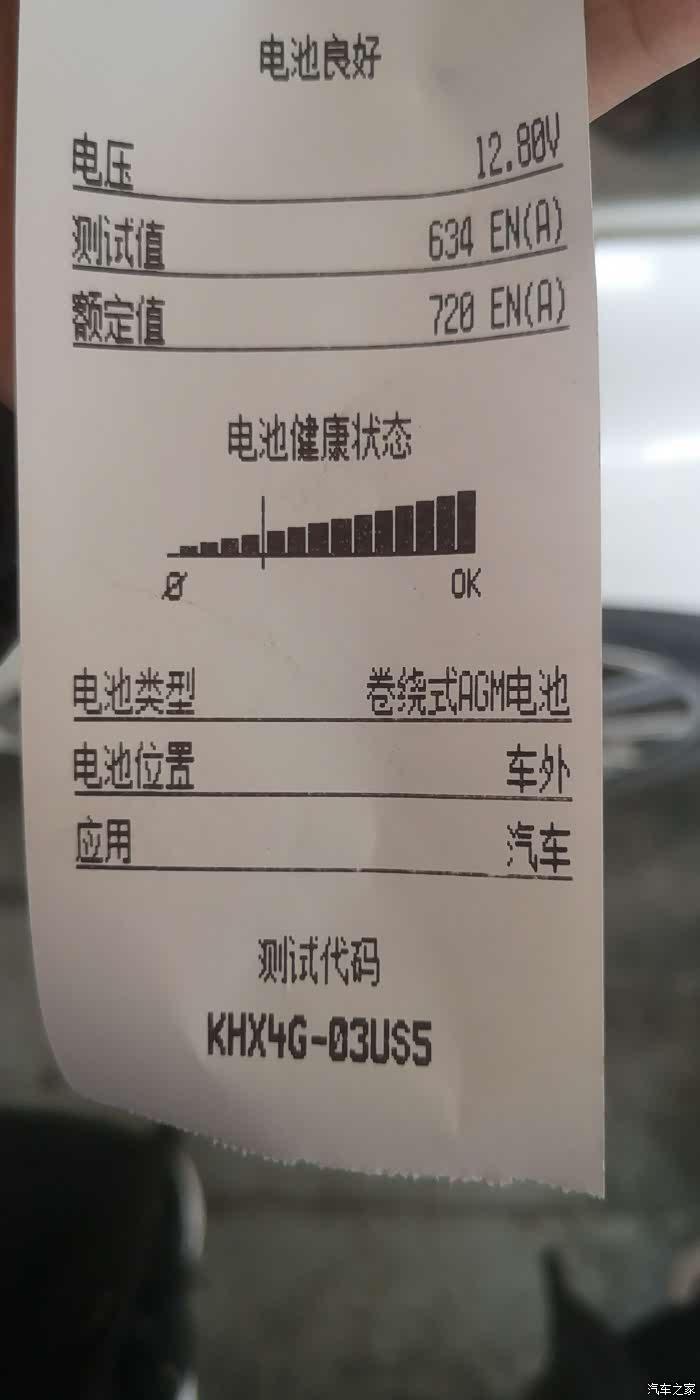 电池良好
电压 12.80V
测试值 634 EN(A)
额定值 720 EN(A)
电池健康状态
0 OK
电池类型 卷绕式AGM电池
电池位置 车外
应用 汽车
测试代码
KHX4G-03US5
汽车之家